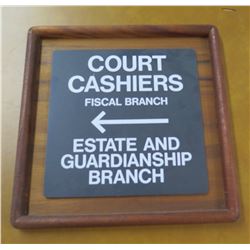 COURT
CASHIERS
FISCAL BRANCH
ESTATE AND
GUARDIANSHIP
BRANCH